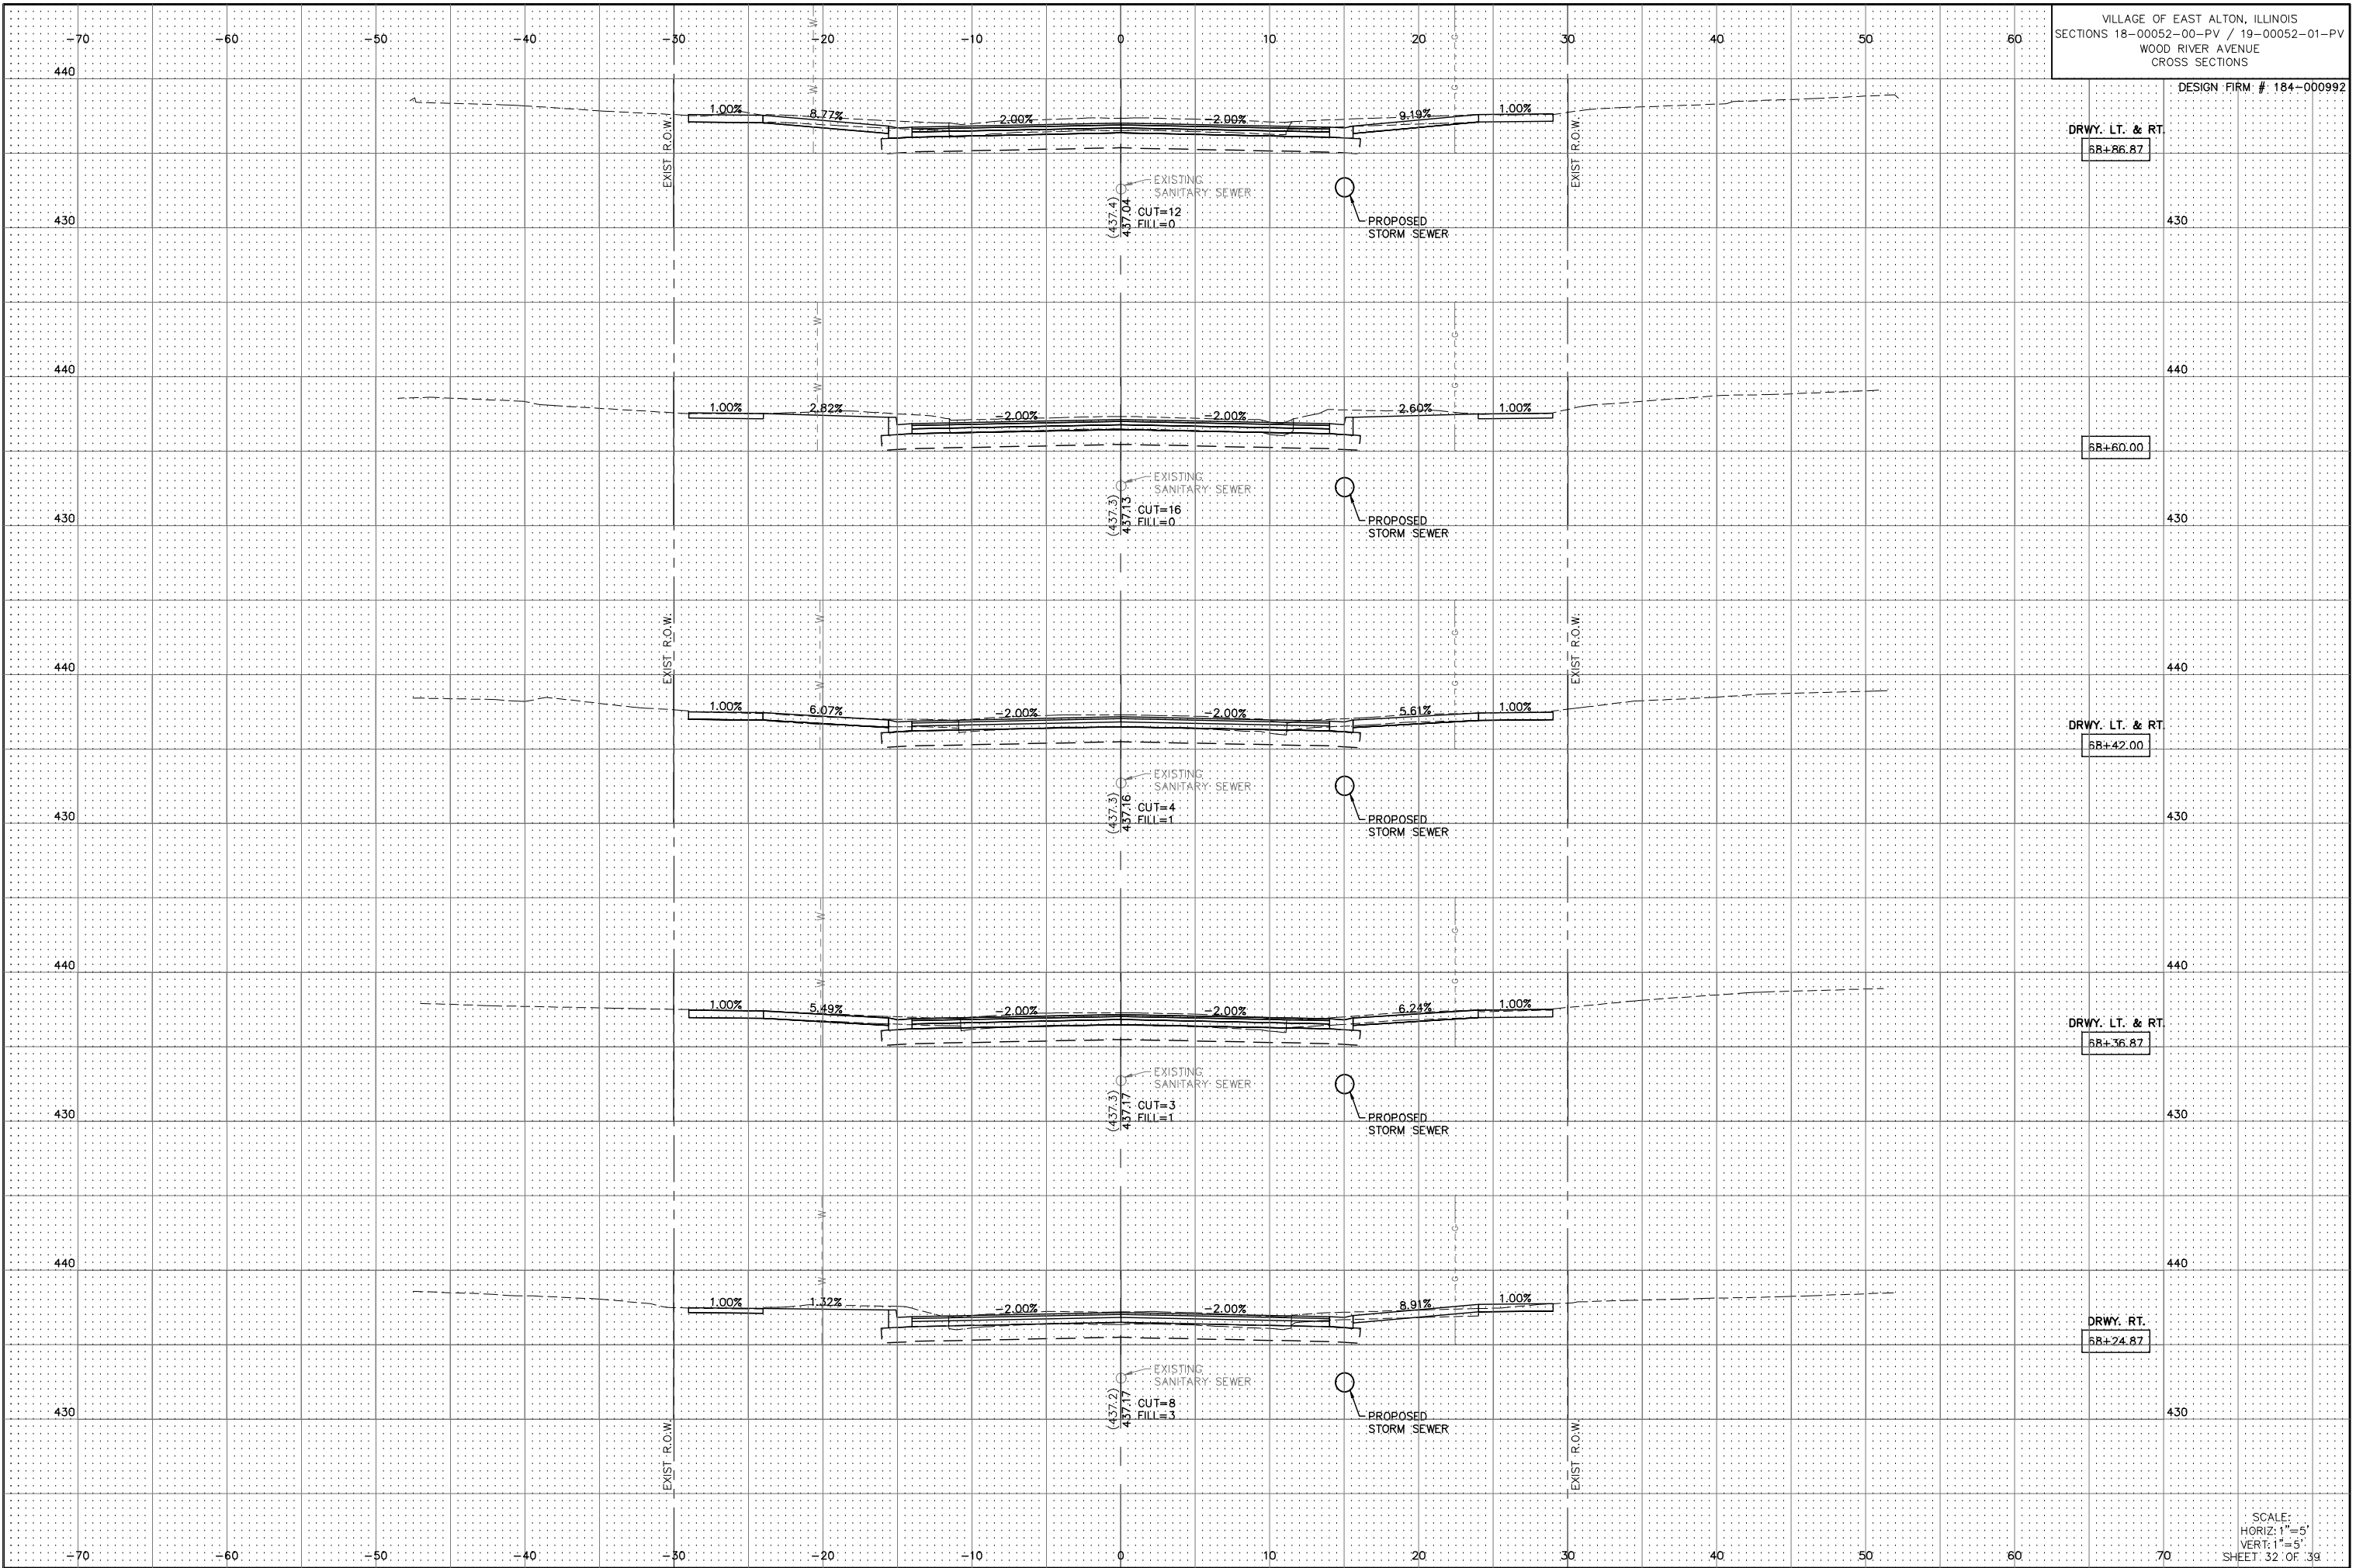 VILLAGE OF EAST ALTON, ILLINOIS
SECTIONS 18-00052-00-PV / 19-00052-01-PV
WOOD RIVER AVENUE
CROSS SECTIONS
DESIGN FIRM # 184-000992
-70 -60 -50 -40 -30 -20 -10 0 10 20 30 40 50 60
440
W
W
G
G
1.00% 8.77% 2.00% -2.00% 9.19% 1.00%
EXIST R.O.W.
EXIST R.O.W.
DRWY. LT. & RT.
68+86.87
EXISTING
SANITARY SEWER
(437.4)
437.04
CUT=12
FILL=0
PROPOSED
STORM SEWER
430 430
W
W
G
G
440 440
1.00% 2.82% -2.00% -2.00% 2.60% 1.00%
68+60.00
EXISTING
SANITARY SEWER
(437.3)
437.13
CUT=16
FILL=0
PROPOSED
STORM SEWER
430 430
W
W
G
G
EXIST R.O.W.
EXIST R.O.W.
440 440
1.00% 6.07% -2.00% -2.00% 5.61% 1.00%
DRWY. LT. & RT.
68+42.00
EXISTING
SANITARY SEWER
(437.3)
437.16
CUT=4
FILL=1
PROPOSED
STORM SEWER
430 430
W
W
G
G
440 440
1.00% 5.49% -2.00% -2.00% 6.24% 1.00%
DRWY. LT. & RT.
68+36.87
EXISTING
SANITARY SEWER
(437.3)
437.17
CUT=3
FILL=1
PROPOSED
STORM SEWER
430 430
W
W
G
G
440 440
1.00% 1.32% -2.00% -2.00% 8.91% 1.00%
DRWY. RT.
68+24.87
EXISTING
SANITARY SEWER
(437.2)
437.17
CUT=8
FILL=3
PROPOSED
STORM SEWER
430 430
EXIST R.O.W.
EXIST R.O.W.
-70 -60 -50 -40 -30 -20 -10 0 10 20 30 40 50 60 70
SCALE:
HORIZ: 1"=5'
VERT: 1"=5'
SHEET 32 OF 39